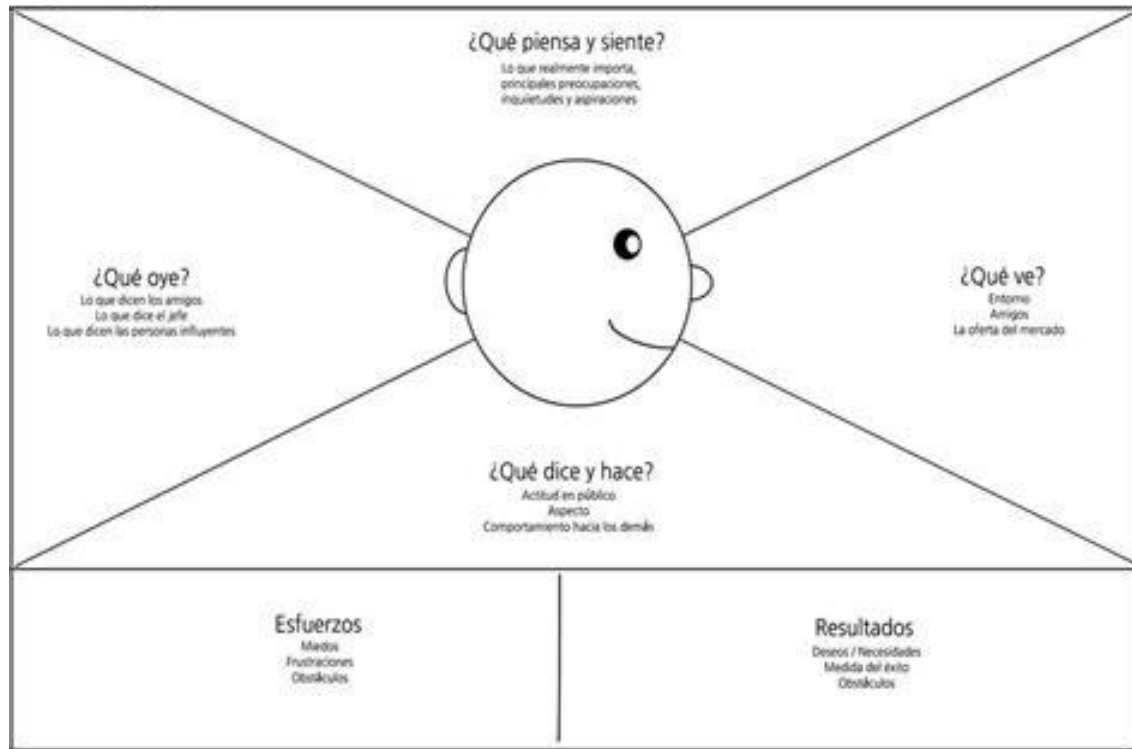 ¿Qué piensa y siente?
Lo que realmente importa,
principales preocupaciones,
inquietudes y aspiraciones
¿Qué oye?
Lo que dicen los amigos
Lo que dice el jefe
Lo que dicen las personas influyentes
¿Qué ve?
Entorno
Amigos
La oferta del mercado
¿Qué dice y hace?
Actitud en público
Aspecto
Comportamiento hacia los demás
Esfuerzos
Miedos
Frustraciones
Obstáculos
Resultados
Deseos / Necesidades
Medida del éxito
Obstáculos